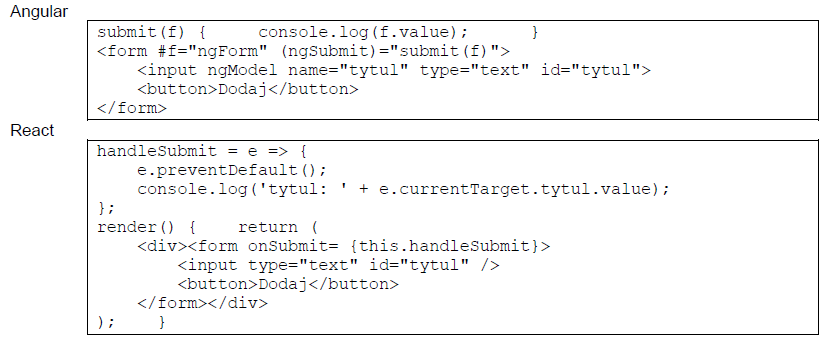 Angular
submit(f) {     console.log(f.value);      }
<form #f="ngForm" (ngSubmit)="submit(f)">
    <input ngModel name="tytul" type="text" id="tytul">
    <button>Dodaj</button>
</form>
React
handleSubmit = e => {
    e.preventDefault();
    console.log('tytul: ' + e.currentTarget.tytul.value);
};
render() {    return (
    <div><form onSubmit= {this.handleSubmit}>
        <input type="text" id="tytul" />
        <button>Dodaj</button>
    </form></div>
);    }